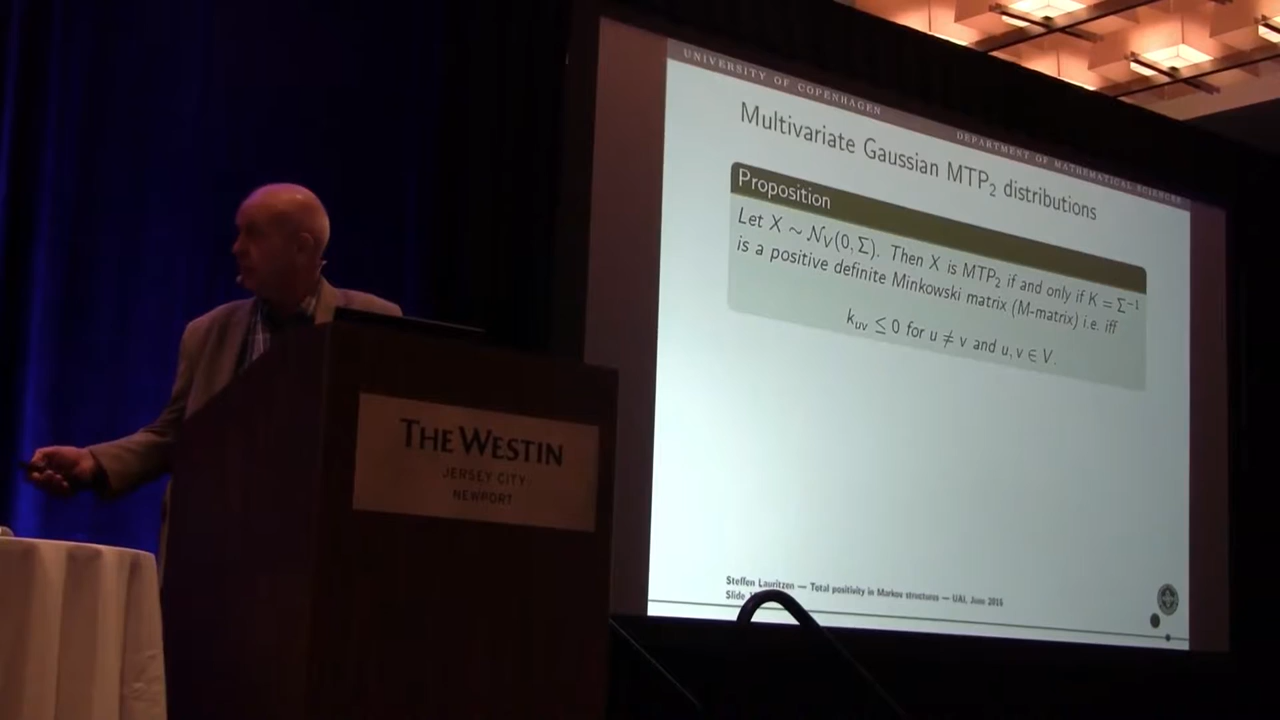 UNIVERSITY OF COPENHAGEN
DEPARTMENT OF MATHEMATICAL SCIENCES
Multivariate Gaussian MTP₂ distributions
Proposition
Let X ∼ 𝒩_V(0, Σ). Then X is MTP₂ if and only if K = Σ⁻¹
is a positive definite Minkowski matrix (M-matrix) i.e. iff
k_uv ≤ 0 for u ≠ v and u, v ∈ V.
Steffen Lauritzen — Total positivity in Markov structures — UAI, June 2016
Slide
THE WESTIN
JERSEY CITY
NEWPORT